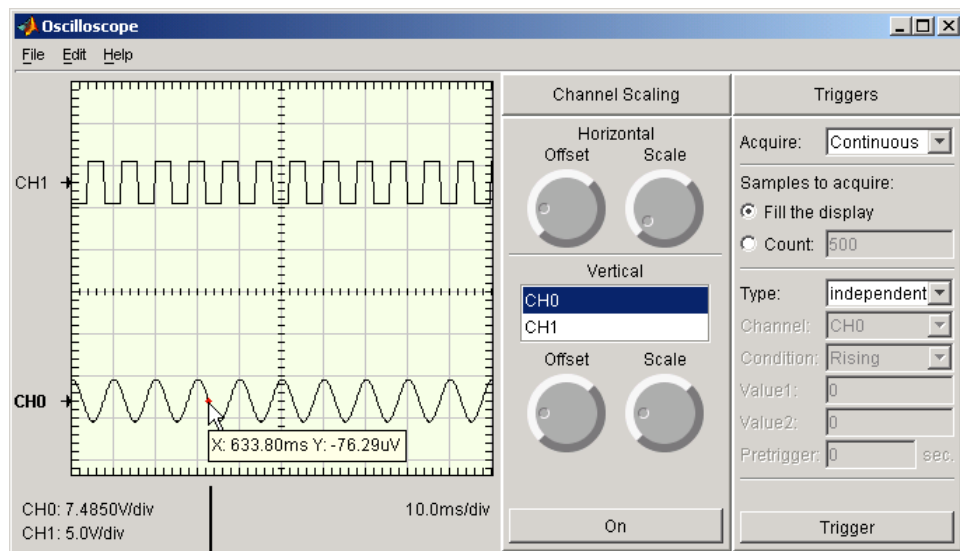 Oscilloscope
File Edit Help
CH1
CH0
X: 633.80ms Y: -76.29uV
CH0: 7.4850V/div
CH1: 5.0V/div
10.0ms/div
Channel Scaling
Horizontal
Offset Scale
Vertical
CH0
CH1
Offset Scale
On
Triggers
Acquire: Continuous
Samples to acquire:
Fill the display
Count: 500
Type: independent
Channel: CH0
Condition: Rising
Value1: 0
Value2: 0
Pretrigger: 0 sec.
Trigger